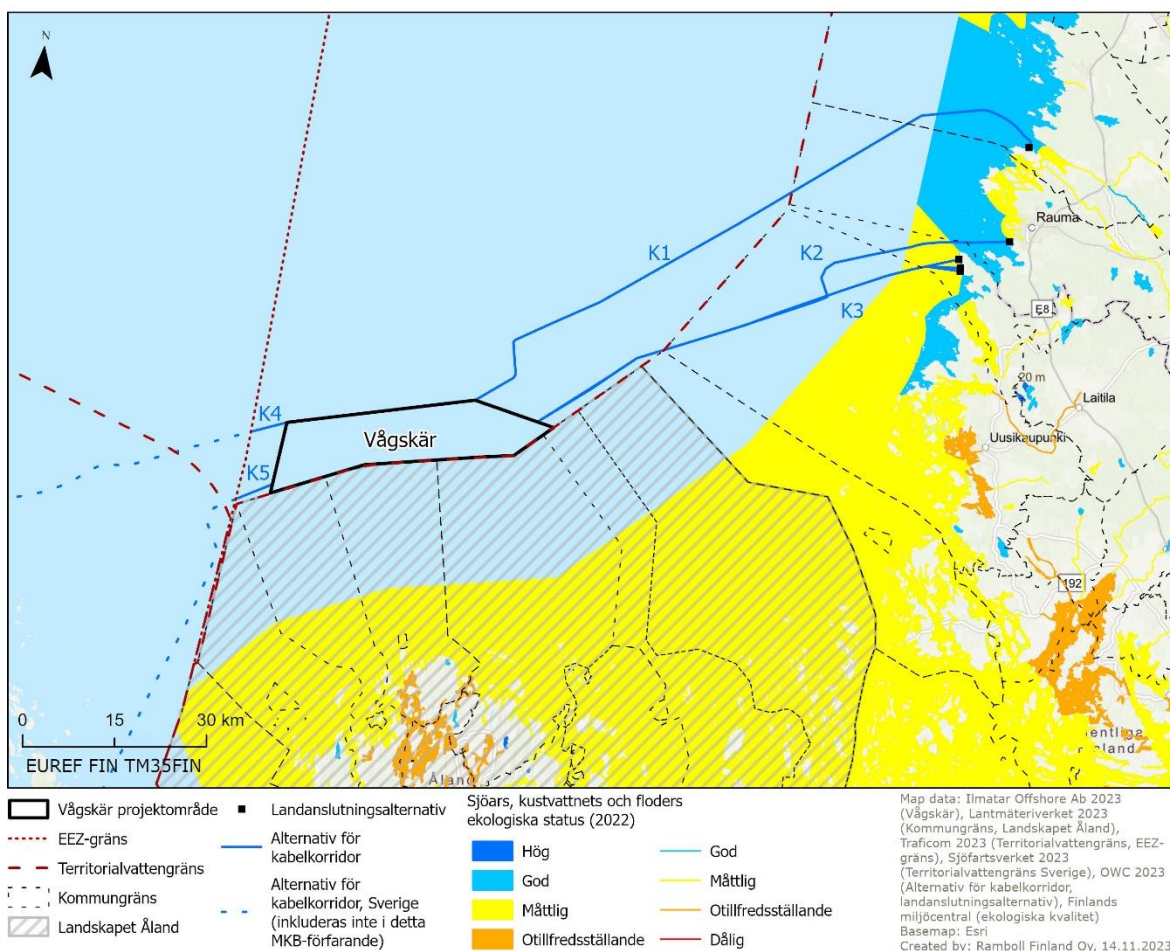 N
Rauma
K1
K2
K3
E8
20 m
Laitila
Uusikaupunki
K4
Vågskär
K5
192
entliga
nland
Åland
0 15 30 km
EUREF FIN TM35FIN
Vågskär projektområde
EEZ-gräns
Territorialvattengräns
Kommungräns
Landskapet Åland
Landanslutningsalternativ
Alternativ för
kabelkorridor
Alternativ för
kabelkorridor, Sverige
(inkluderas inte i detta
MKB-förfarande)
Sjöars, kustvattnets och floders
ekologiska status (2022)
Hög
God
Måttlig
Otillfredsställande
God
Måttlig
Otillfredsställande
Dålig
Map data: Ilmatar Offshore Ab 2023
(Vågskär), Lantmäteriverket 2023
(Kommungräns, Landskapet Åland),
Traficom 2023 (Territorialvattengräns, EEZ-
gräns), Sjöfartsverket 2023
(Territorialvattengräns Sverige), OWC 2023
(Alternativ för kabelkorridor,
landanslutningsalternativ), Finlands
miljöcentral (ekologiska kvalitet)
Basemap: Esri
Created by: Ramboll Finland Oy, 14.11.2023